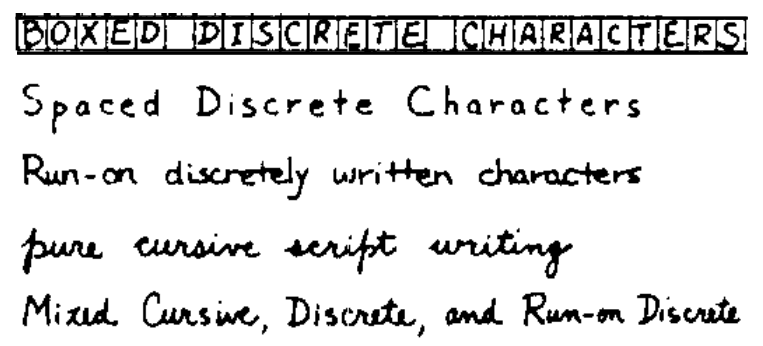 BOXED DISCRETE CHARACTERS
Spaced Discrete Characters
Run-on discretely written characters
pure cursive script writing
Mixed Cursive, Discrete, and Run-on Discrete